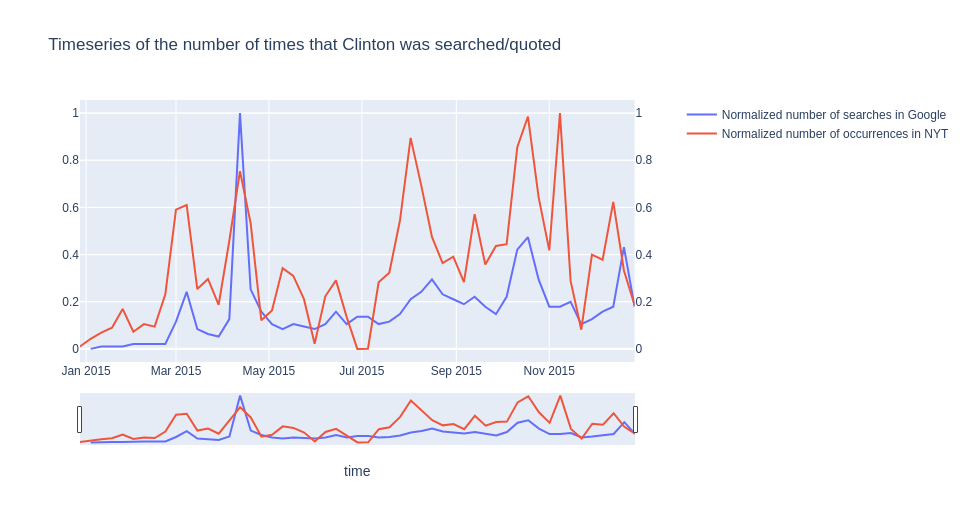 Timeseries of the number of times that Clinton was searched/quoted
Normalized number of searches in Google
Normalized number of occurrences in NYT
1
0.8
0.6
0.4
0.2
0
1
0.8
0.6
0.4
0.2
0
Jan 2015 Mar 2015 May 2015 Jul 2015 Sep 2015 Nov 2015
time